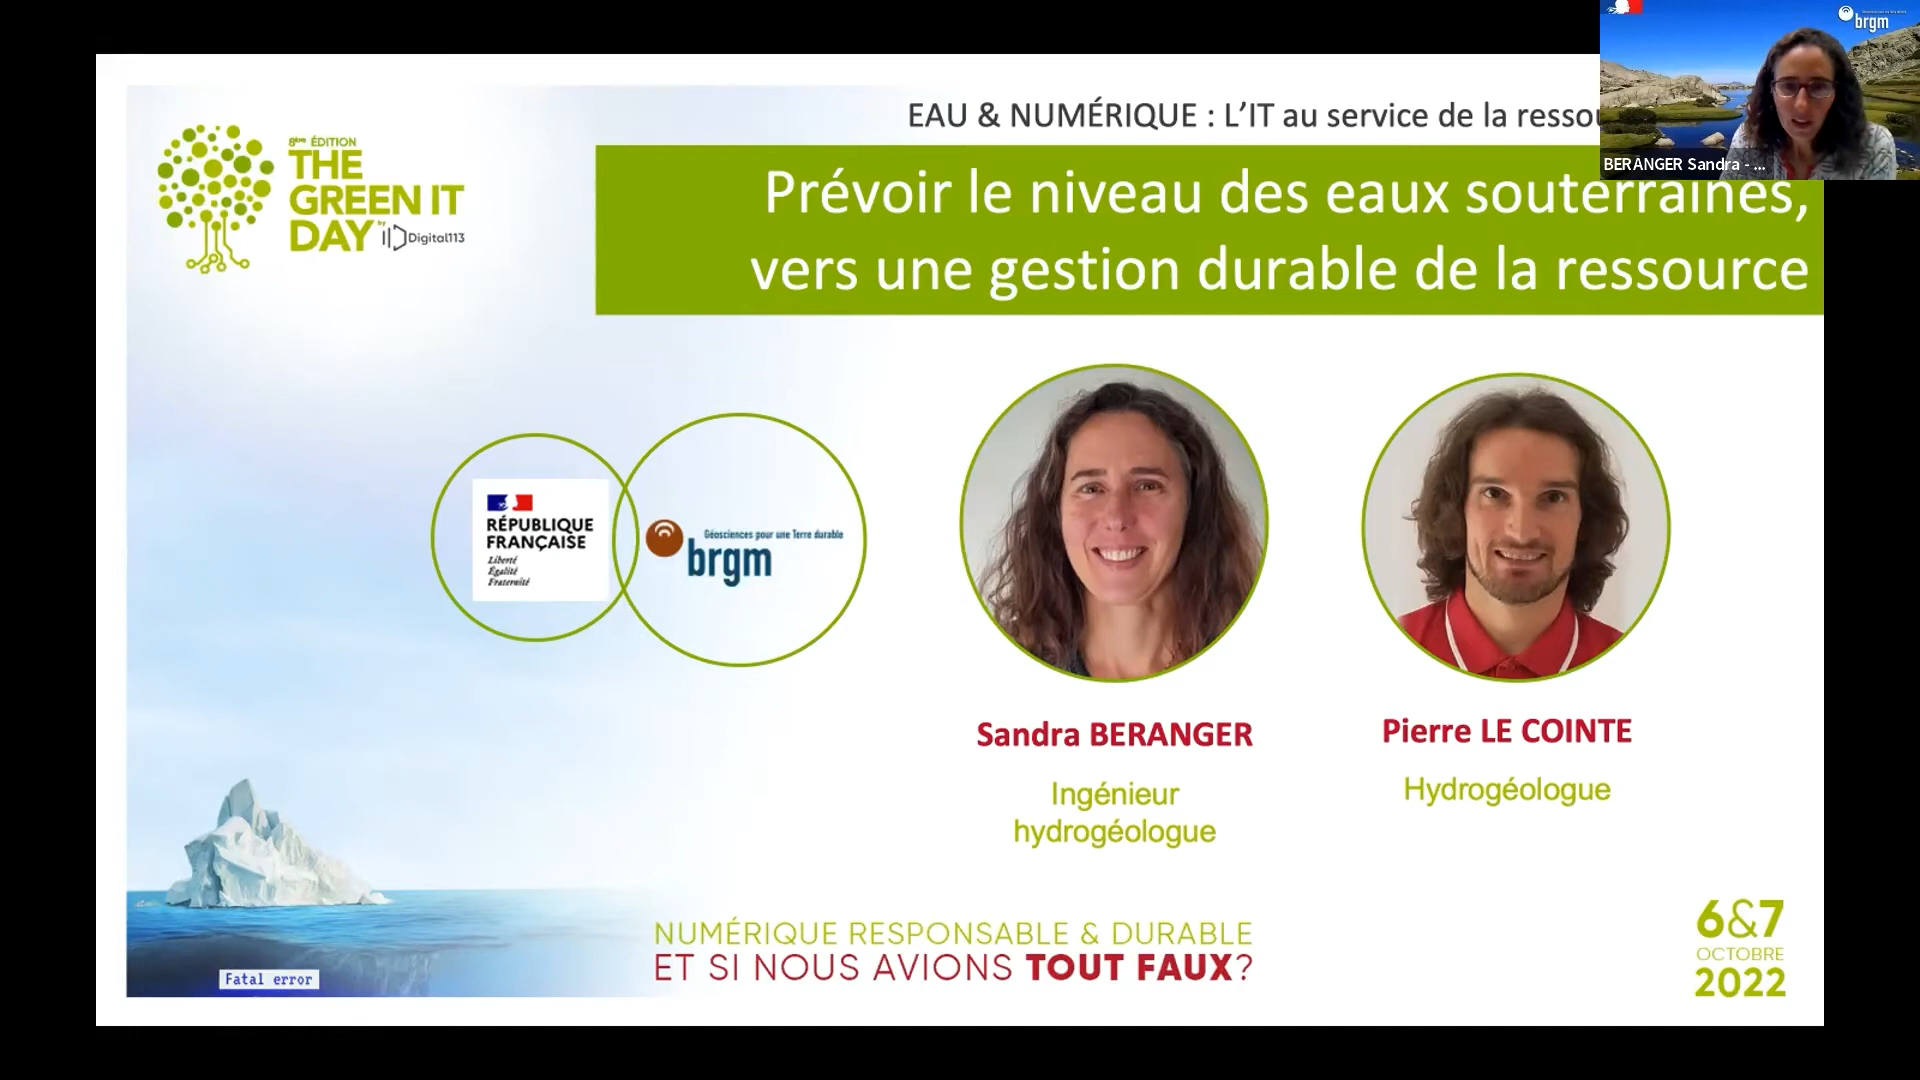 brgm
BERANGER Sandra - ...
EAU & NUMÉRIQUE : L'IT au service de la
Prévoir le niveau des eaux souterraines,
vers une gestion durable de la ressource
8ème ÉDITION
THE
GREEN IT
DAY by Digital113
RÉPUBLIQUE
FRANÇAISE
Liberté
Égalité
Fraternité
Géosciences pour une Terre durable
brgm
Sandra BERANGER
Ingénieur
hydrogéologue
Pierre LE COINTE
Hydrogéologue
Fatal error
NUMÉRIQUE RESPONSABLE & DURABLE
ET SI NOUS AVIONS TOUT FAUX?
6&7
OCTOBRE
2022